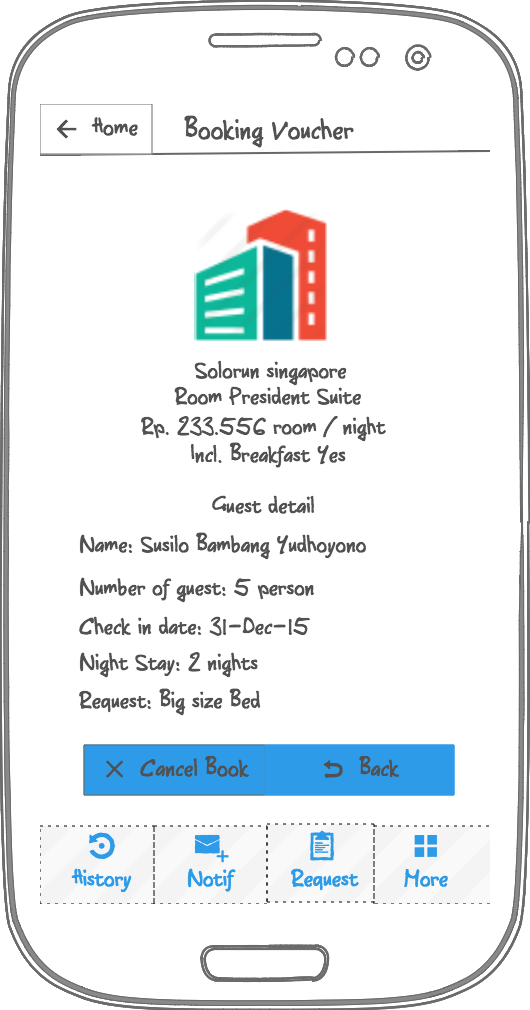 Home
Booking Voucher
Solorun singapore
Room President Suite
Rp. 233.556 room / night
Incl. Breakfast Yes
Guest detail
Name: Susilo Bambang Yudhoyono
Number of guest: 5 person
Check in date: 31-Dec-15
Night Stay: 2 nights
Request: Big size Bed
Cancel Book
Back
History
Notif
Request
More